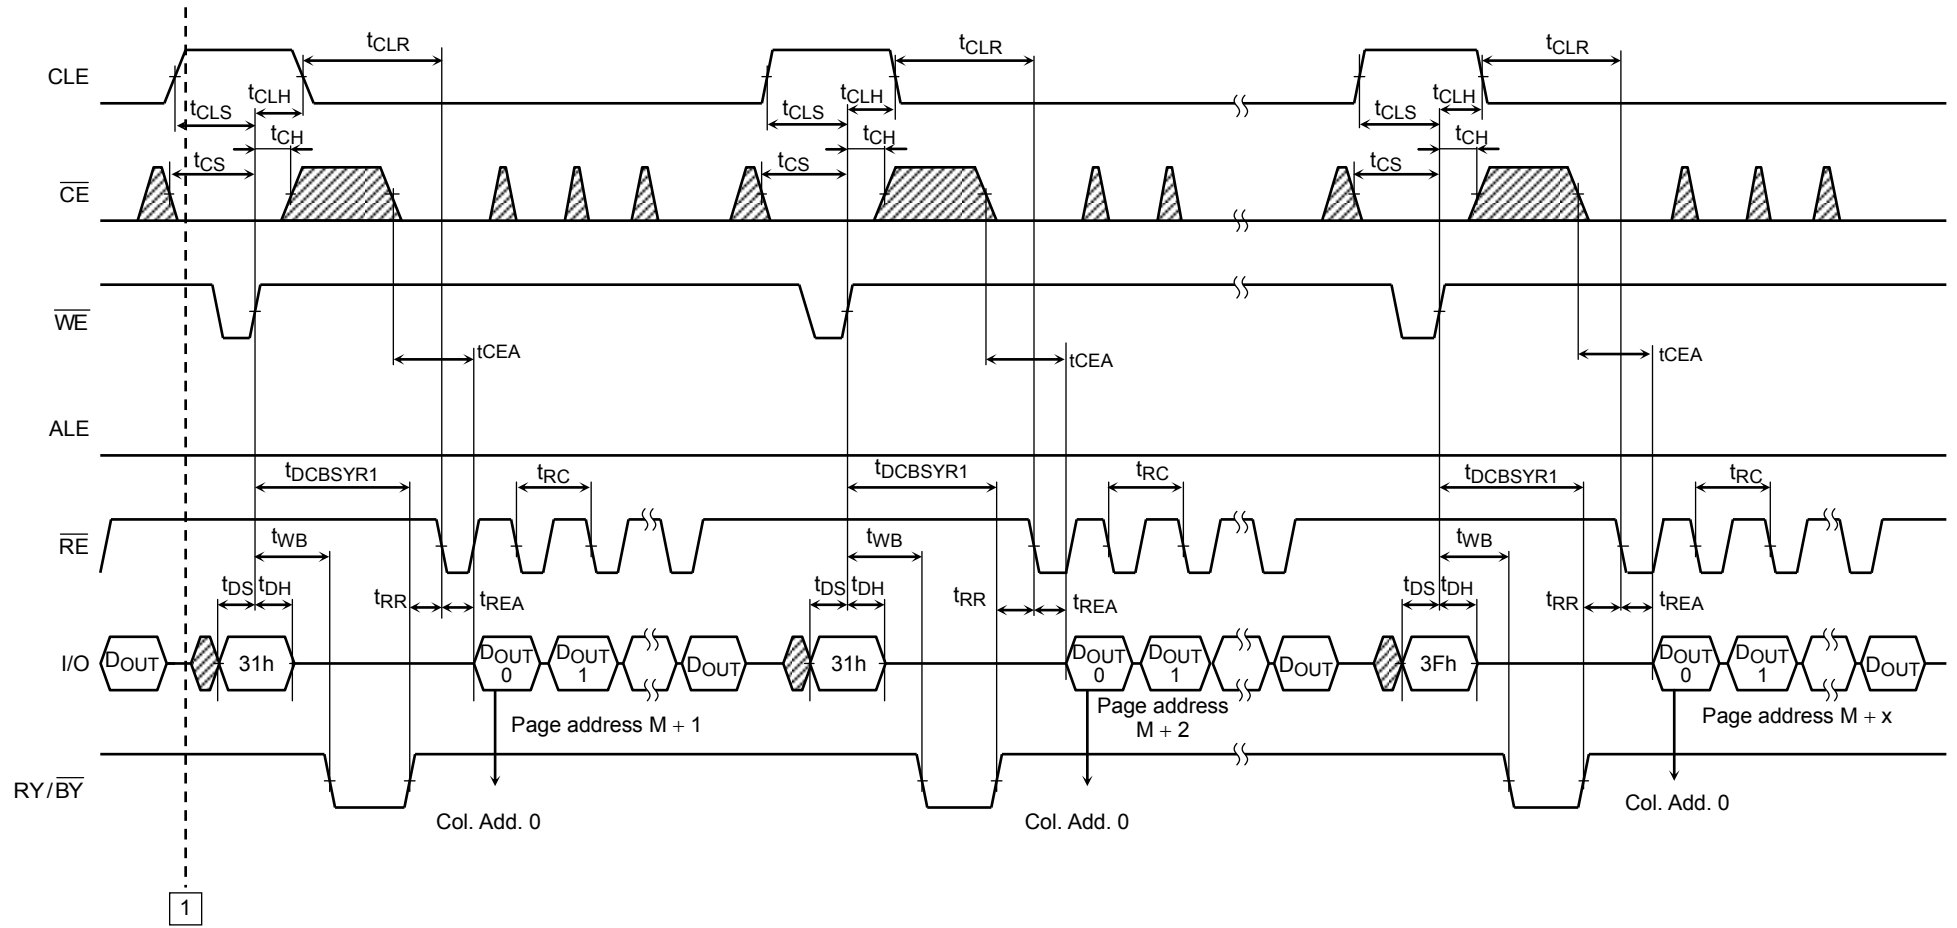 tCLR tCLR tCLR
CLE
tCLH tCLH tCLH
tCLS tCLS tCLS
tCH tCH tCH
tCS tCS tCS
CE
WE
tCEA tCEA tCEA
ALE
tDCBSYR1 tRC tDCBSYR1 tRC tDCBSYR1 tRC
RE
tWB tWB tWB
tDS tDH tDS tDH tDS tDH
tRR tREA tRR tREA tRR tREA
I/O DOUT 31h DOUT 0 DOUT 1 DOUT 31h DOUT 0 DOUT 1 DOUT 3Fh DOUT 0 DOUT 1 DOUT
Page address M + 1
Page address
M + 2
Page address M + x
RY/BY
Col. Add. 0 Col. Add. 0 Col. Add. 0
1